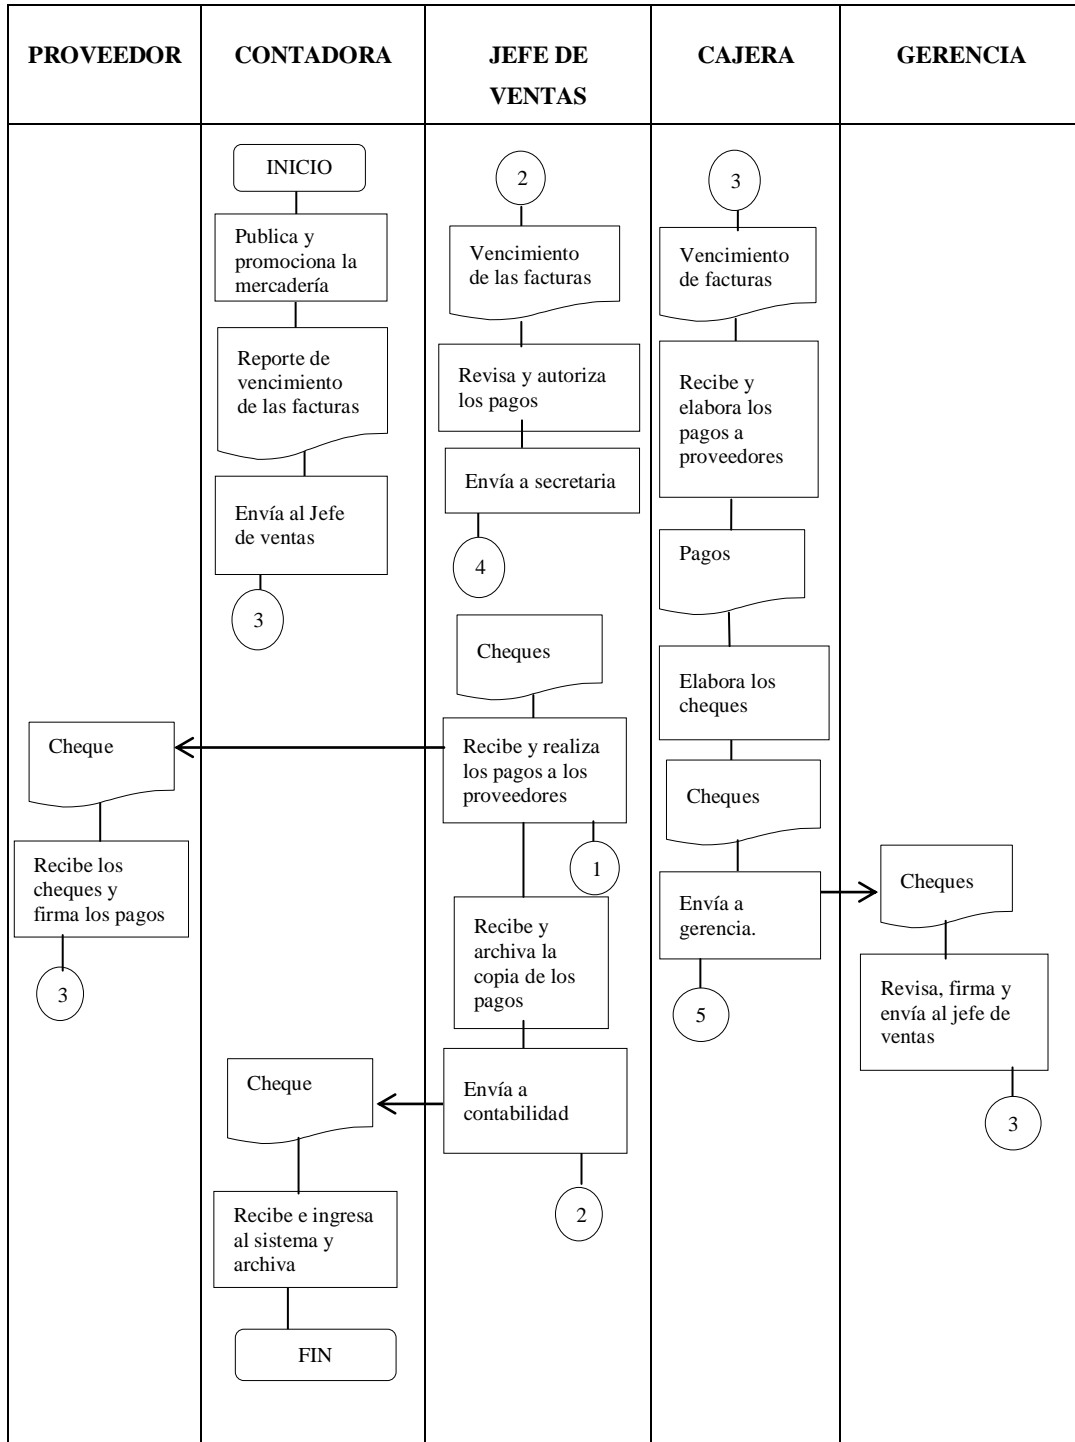 PROVEEDOR
CONTADORA
JEFE DE
VENTAS
CAJERA
GERENCIA
INICIO
Publica y
promociona la
mercadería
Reporte de
vencimiento
de las facturas
Envía al Jefe
de ventas
3
2
Vencimiento
de las facturas
Revisa y autoriza
los pagos
Envía a secretaria
4
3
Vencimiento
de facturas
Recibe y
elabora los
pagos a
proveedores
Pagos
Elabora los
cheques
Cheques
Envía a
gerencia.
5
Cheques
Revisa, firma y
envía al jefe de
ventas
3
Cheques
Recibe y realiza
los pagos a los
proveedores
1
Cheque
Recibe los
cheques y
firma los pagos
3
Recibe y
archiva la
copia de los
pagos
Envía a
contabilidad
2
Cheque
Recibe e ingresa
al sistema y
archiva
FIN